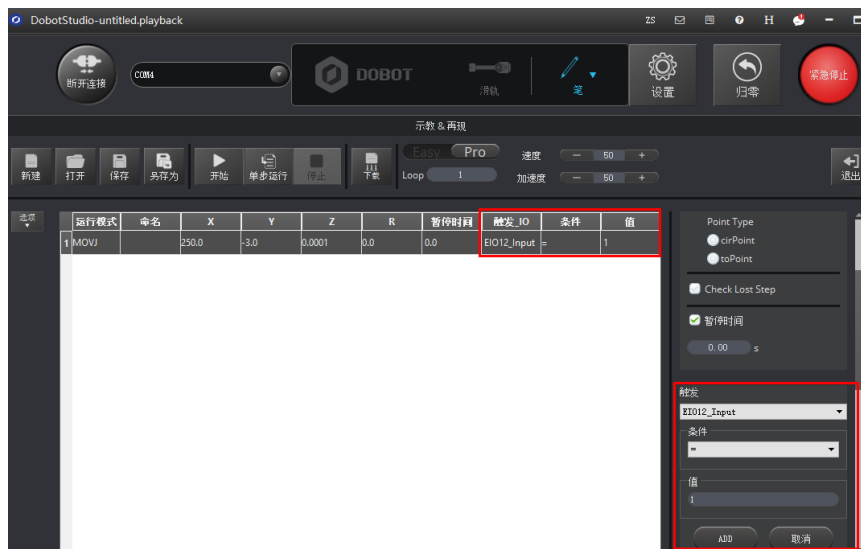 DobotStudio-untitled.playback
ZS
H
断开连接
COM4
DOBOT
滑轨
笔
设置
归零
紧急停止
示教&再现
新建
打开
保存
另存为
开始
单步运行
停止
下载
Easy Pro
Loop 1
速度 — 50 +
加速度 — 50 +
退出
选项
运行模式 命名 X Y Z R 暂停时间 触发_IO 条件 值
1 MOVJ 250.0 -3.0 0.0001 0.0 0.0 EIO12_Input = 1
Point Type
cirPoint
toPoint
Check Lost Step
暂停时间
0.00 s
触发
EIO12_Input
条件
=
值
1
ADD 取消